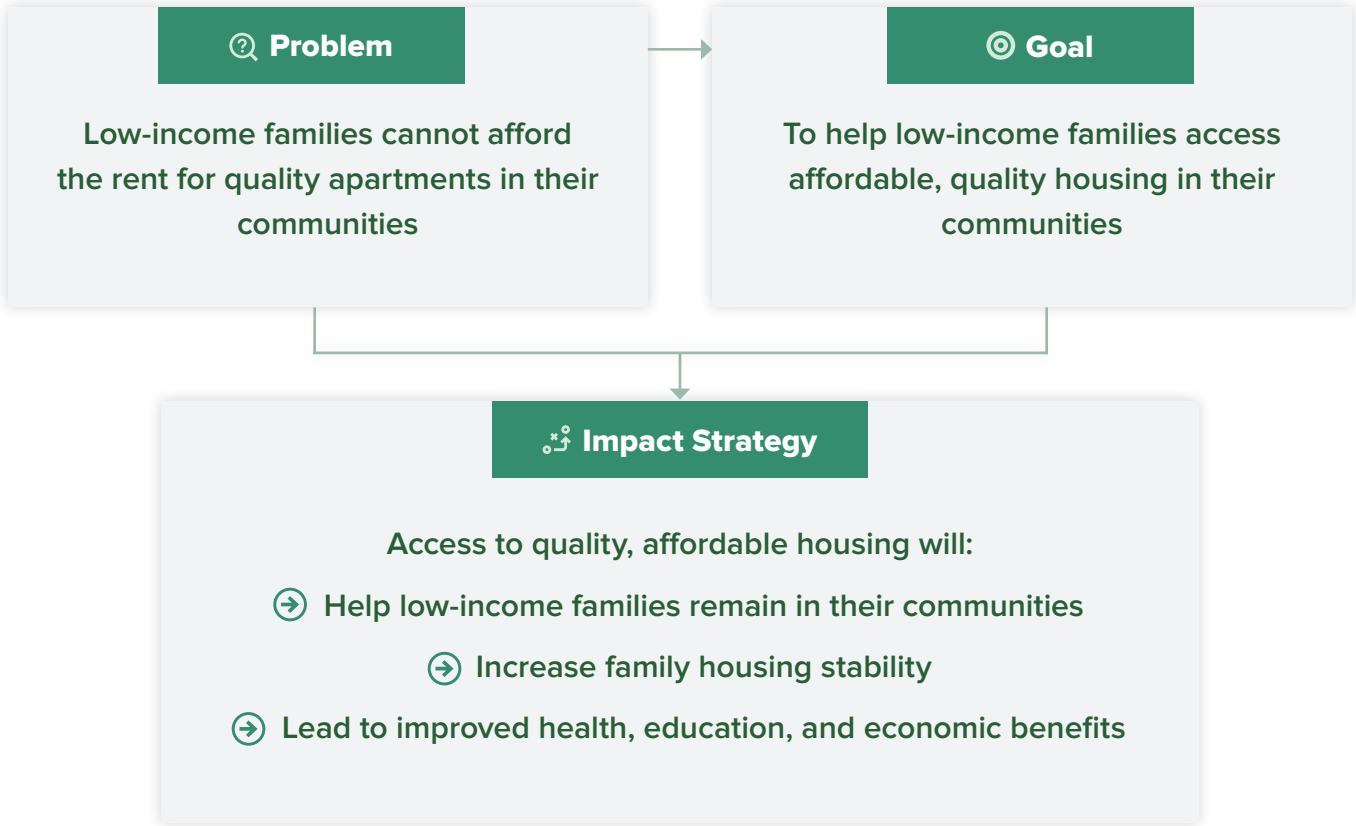 Problem
Low-income families cannot afford
the rent for quality apartments in their
communities
Goal
To help low-income families access
affordable, quality housing in their
communities
Impact Strategy
Access to quality, affordable housing will:
Help low-income families remain in their communities
Increase family housing stability
Lead to improved health, education, and economic benefits